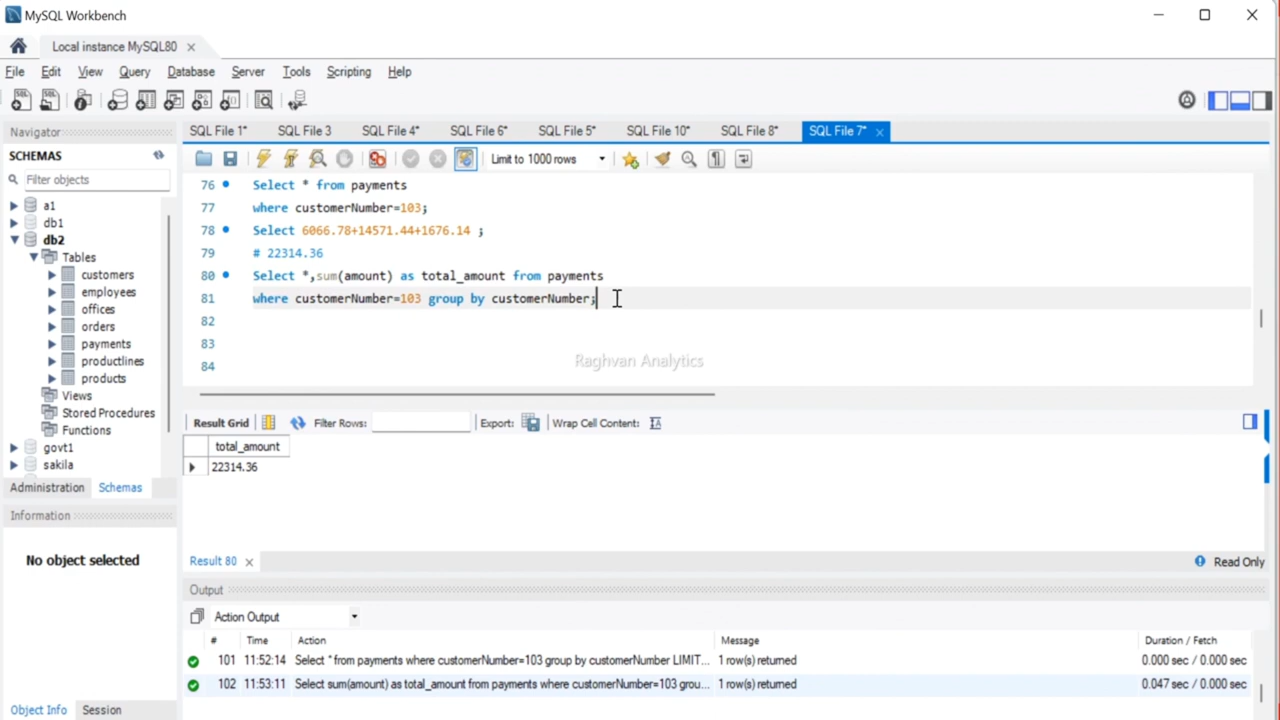 MySQL Workbench
Local instance MySQL80
File Edit View Query Database Server Tools Scripting Help
Navigator
SQL File 1* SQL File 3 SQL File 4* SQL File 6* SQL File 5* SQL File 10* SQL File 8* SQL File 7*
SCHEMAS
Limit to 1000 rows
Filter objects
a1
db1
db2
Tables
customers
employees
offices
orders
payments
productlines
products
Views
Stored Procedures
Functions
govt1
sakila
Administration Schemas
Information
No object selected
Object Info Session
76 Select * from payments
77 where customerNumber=103;
78 Select 6066.78+14571.44+1676.14 ;
79 # 22314.36
80 Select *,sum(amount) as total_amount from payments
81 where customerNumber=103 group by customerNumber;
82
83
84
Raghvan Analytics
Result Grid Filter Rows: Export: Wrap Cell Content:
total_amount
22314.36
Result 80 Read Only
Output
Action Output
# Time Action Message Duration / Fetch
101 11:52:14 Select * from payments where customerNumber=103 group by customerNumber LIMIT... 1 row(s) returned 0.000 sec / 0.000 sec
102 11:53:11 Select sum(amount) as total_amount from payments where customerNumber=103 grou... 1 row(s) returned 0.047 sec / 0.000 sec